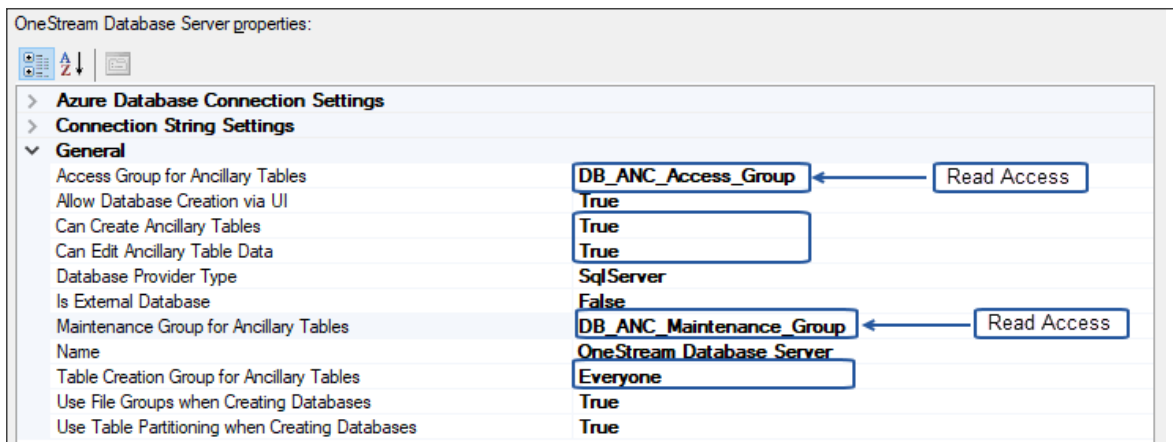 OneStream Database Server properties:
Azure Database Connection Settings
Connection String Settings
General
Access Group for Ancillary Tables DB_ANC_Access_Group Read Access
Allow Database Creation via UI True
Can Create Ancillary Tables True
Can Edit Ancillary Table Data True
Database Provider Type SqlServer
Is External Database False
Maintenance Group for Ancillary Tables DB_ANC_Maintenance_Group Read Access
Name OneStream Database Server
Table Creation Group for Ancillary Tables Everyone
Use File Groups when Creating Databases True
Use Table Partitioning when Creating Databases True